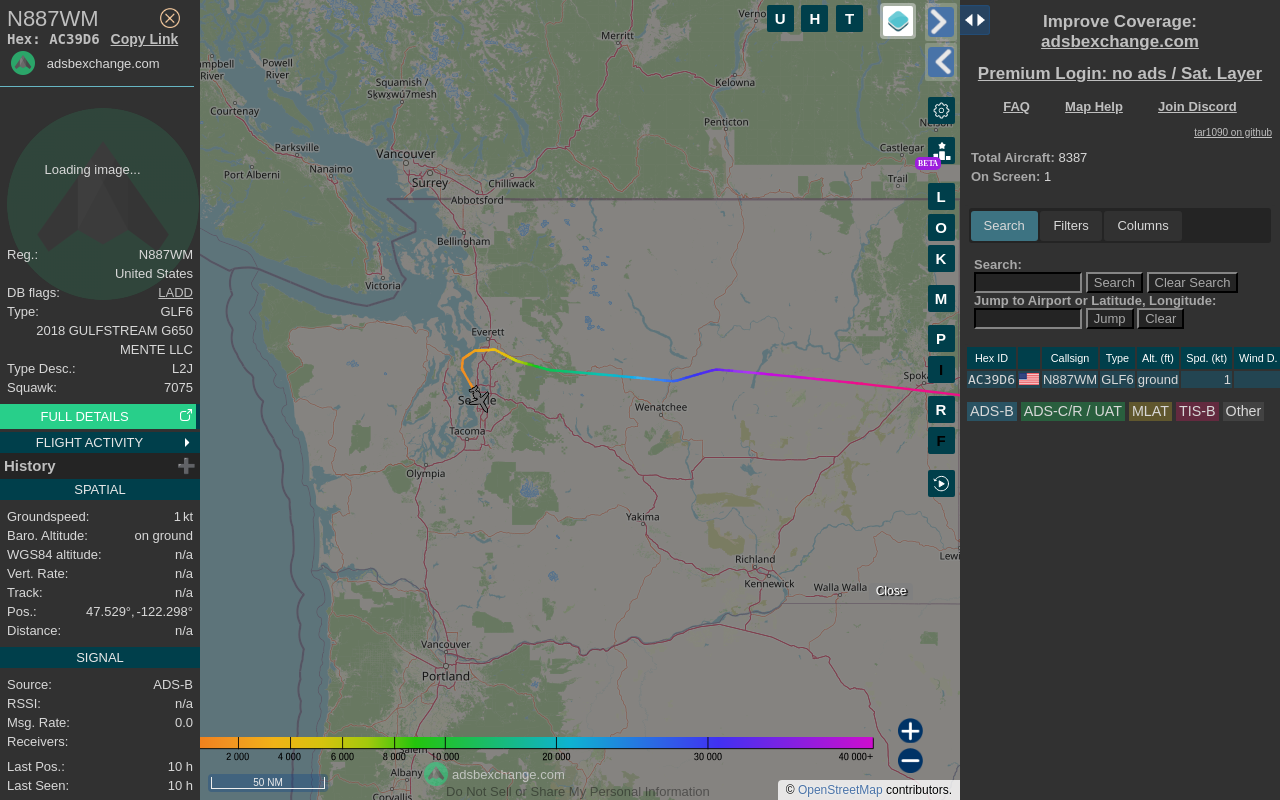 N887WM
Hex: AC39D6 Copy Link
adsbexchange.com
Loading image...
Reg.: N887WM
United States
DB flags: LADD
Type: GLF6
2018 GULFSTREAM G650
MENTE LLC
Type Desc.: L2J
Squawk: 7075
FULL DETAILS
FLIGHT ACTIVITY
History
SPATIAL
Groundspeed: 1 kt
Baro. Altitude: on ground
WGS84 altitude: n/a
Vert. Rate: n/a
Track: n/a
Pos.: 47.529°, -122.298°
Distance: n/a
SIGNAL
Source: ADS-B
RSSI: n/a
Msg. Rate: 0.0
Receivers:
Last Pos.: 10 h
Last Seen: 10 h
U H T
Merritt
Powell
River
River
Squamish /
Sḵwx̱wú7mesh
Kelowna
Courtenay
Penticton
Parksville
Vancouver
Castlegar
BETA
Port Alberni
Nanaimo
Surrey
Chilliwack
Trail
Abbotsford
L
O
Bellingham
K
Victoria
M
Everett
P
I
Wenatchee
R
Tacoma
F
Olympia
Yakima
Richland
Kennewick
Walla Walla
Close
Vancouver
Portland
Albany
Corvallis
2 000 4 000 6 000 8 000 10 000 20 000 30 000 40 000+
50 NM
adsbexchange.com
Do Not Sell or Share My Personal Information
© OpenStreetMap contributors.
Improve Coverage:
adsbexchange.com
Premium Login: no ads / Sat. Layer
FAQ Map Help Join Discord
tar1090 on github
Total Aircraft: 8387
On Screen: 1
Search Filters Columns
Search:
Search Clear Search
Jump to Airport or Latitude, Longitude:
Jump Clear
Hex ID Callsign Type Alt. (ft) Spd. (kt) Wind D.
AC39D6 N887WM GLF6 ground 1
ADS-B ADS-C/R / UAT MLAT TIS-B Other